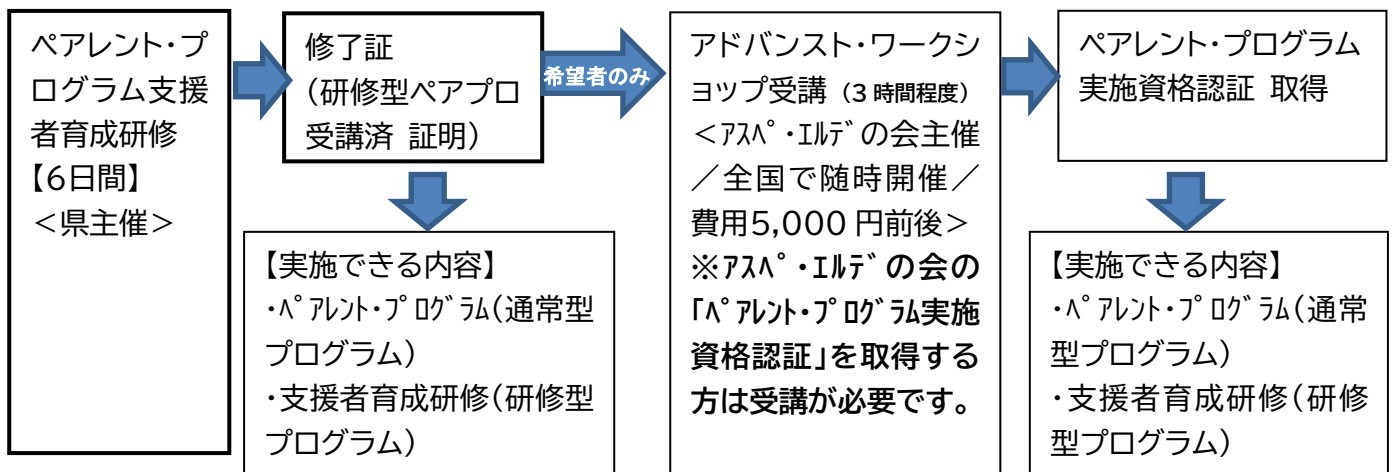 ペアレント・プ
ログラム支援
者育成研修
【6日間】
＜県主催＞
修了証
（研修型ペアプロ
受講済 証明）
希望者のみ
【実施できる内容】
・ﾍﾟｱﾚﾝﾄ・ﾌﾟﾛｸﾞﾗﾑ（通常型
プログラム）
・支援者育成研修（研修型
プログラム）
アドバンスト・ワークシ
ョップ受講（3 時間程度）
＜ｱｽﾍﾟ・ｴﾙﾃﾞの会主催
／全国で随時開催／
費用5,000 円前後＞
※ｱｽﾍﾟ・ｴﾙﾃﾞの会の
「ﾍﾟｱﾚﾝﾄ・ﾌﾟﾛｸﾞﾗﾑ実施
資格認証」を取得する
方は受講が必要です。
ペアレント・プログラム
実施資格認証 取得
【実施できる内容】
・ﾍﾟｱﾚﾝﾄ・ﾌﾟﾛｸﾞﾗﾑ（通常
型プログラム）
・支援者育成研修（研修
型プログラム）